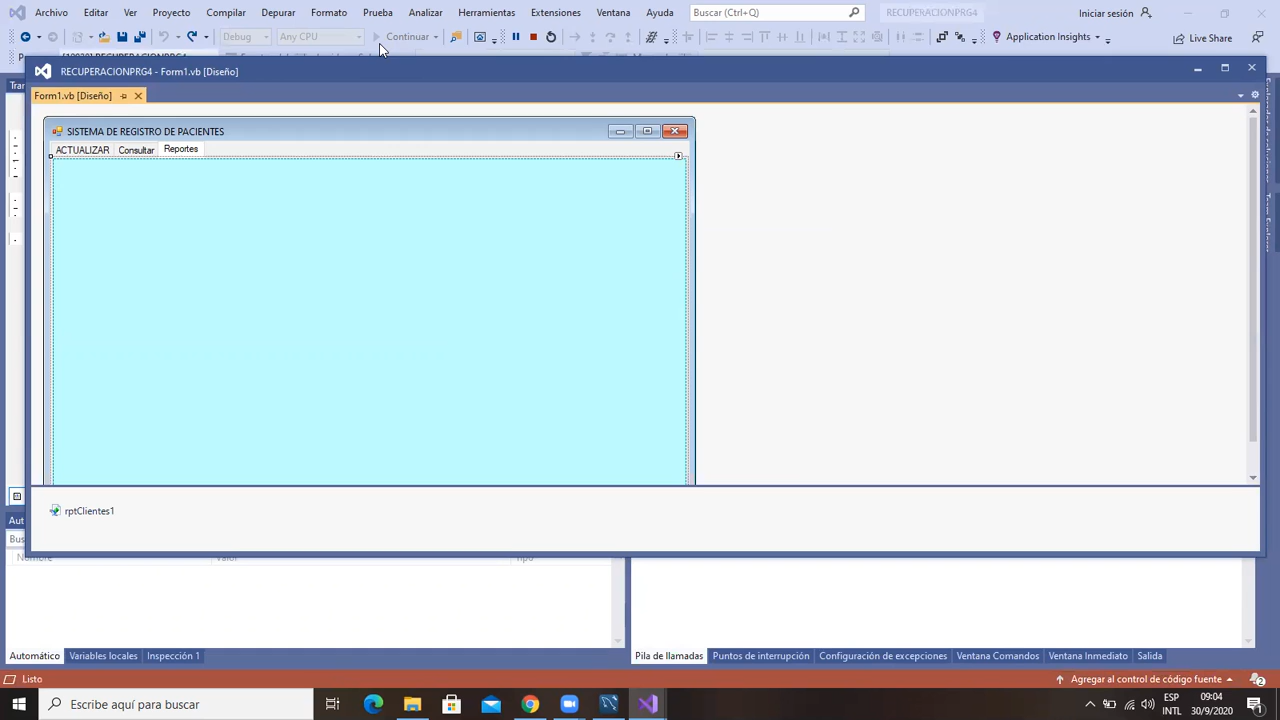 Archivo Editar Ver Proyecto Compilar Depurar Formato Prueba Analizar Herramientas Extensiones Ventana Ayuda Buscar (Ctrl+Q) RECUPERACIONPRG4 Iniciar sesión
Debug Any CPU Continuar Application Insights Live Share
RECUPERACIONPRG4 - Form1.vb [Diseño]
Form1.vb [Diseño]
SISTEMA DE REGISTRO DE PACIENTES
ACTUALIZAR Consultar Reportes
rptClientes1
Nombre Valor Tipo
Automático Variables locales Inspección 1 Pila de llamadas Puntos de interrupción Configuración de excepciones Ventana Comandos Ventana Inmediato Salida
Listo Agregar al control de código fuente 2
Escribe aquí para buscar ESP 09:04
INTL 30/9/2020